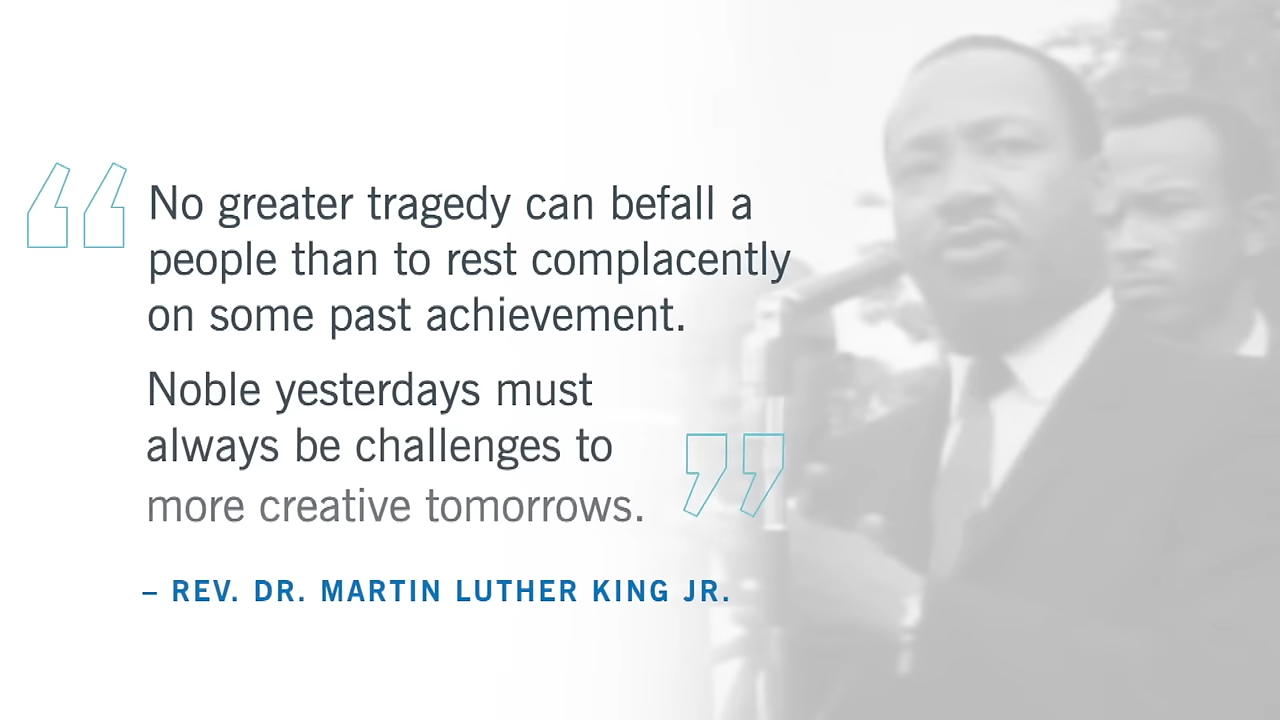 “No greater tragedy can befall a
people than to rest complacently
on some past achievement.
Noble yesterdays must
always be challenges to
more creative tomorrows.”
– REV. DR. MARTIN LUTHER KING JR.